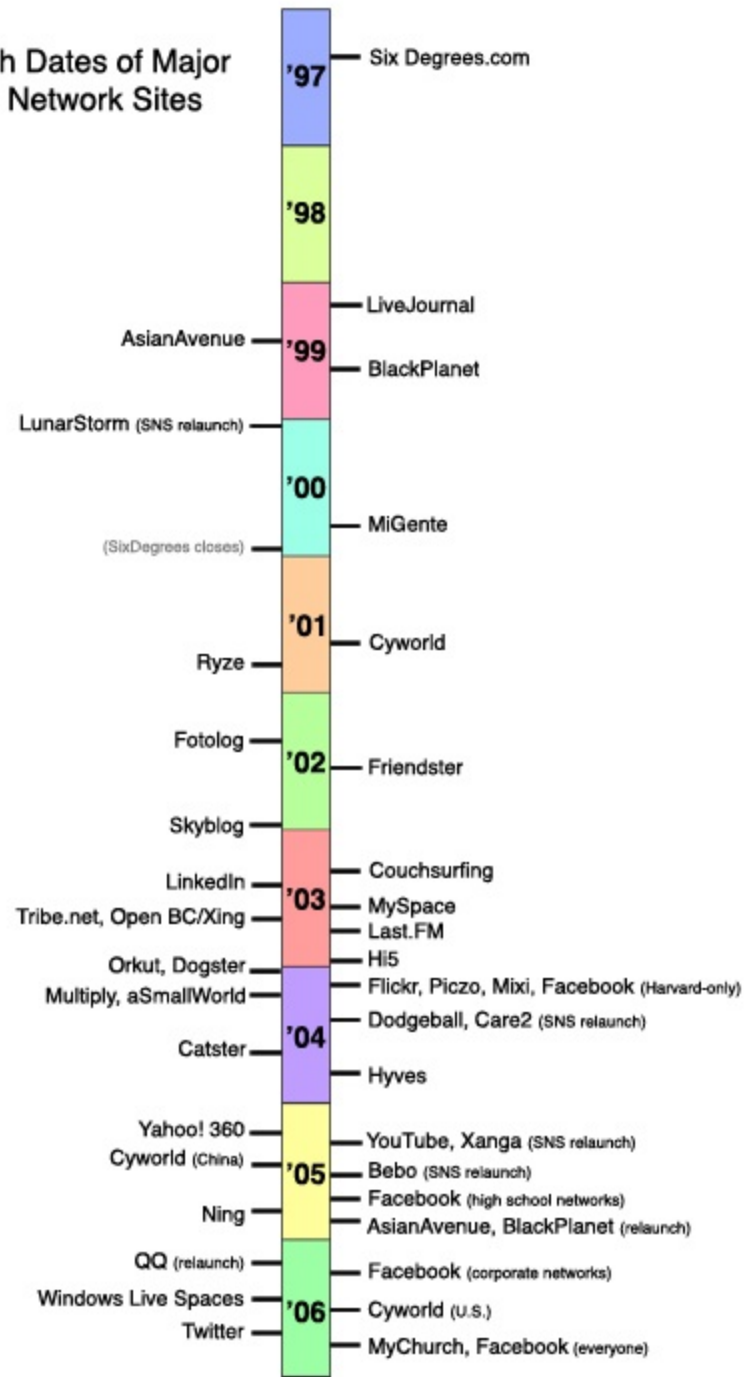 h Dates of Major
Network Sites
'97
Six Degrees.com
'98
LiveJournal
AsianAvenue
'99
BlackPlanet
LunarStorm (SNS relaunch)
'00
MiGente
(SixDegrees closes)
'01
Cyworld
Ryze
Fotolog
'02
Friendster
Skyblog
Couchsurfing
LinkedIn
'03
MySpace
Tribe.net, Open BC/Xing
Last.FM
Hi5
Orkut, Dogster
Flickr, Piczo, Mixi, Facebook (Harvard-only)
Multiply, aSmallWorld
Dodgeball, Care2 (SNS relaunch)
'04
Catster
Hyves
Yahoo! 360
YouTube, Xanga (SNS relaunch)
Cyworld (China)
'05
Bebo (SNS relaunch)
Facebook (high school networks)
Ning
AsianAvenue, BlackPlanet (relaunch)
QQ (relaunch)
Facebook (corporate networks)
Windows Live Spaces
'06
Cyworld (U.S.)
Twitter
MyChurch, Facebook (everyone)